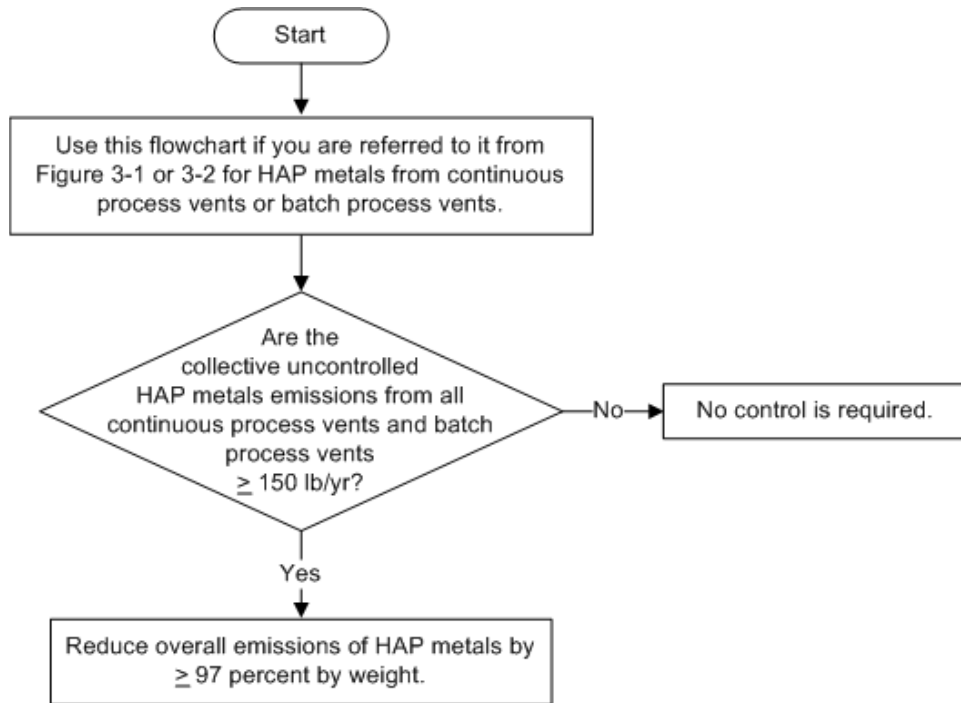 Start
Use this flowchart if you are referred to it from
Figure 3-1 or 3-2 for HAP metals from continuous
process vents or batch process vents.
Are the
collective uncontrolled
HAP metals emissions from all
continuous process vents and batch
process vents
≥ 150 lb/yr?
No
No control is required.
Yes
Reduce overall emissions of HAP metals by
≥ 97 percent by weight.